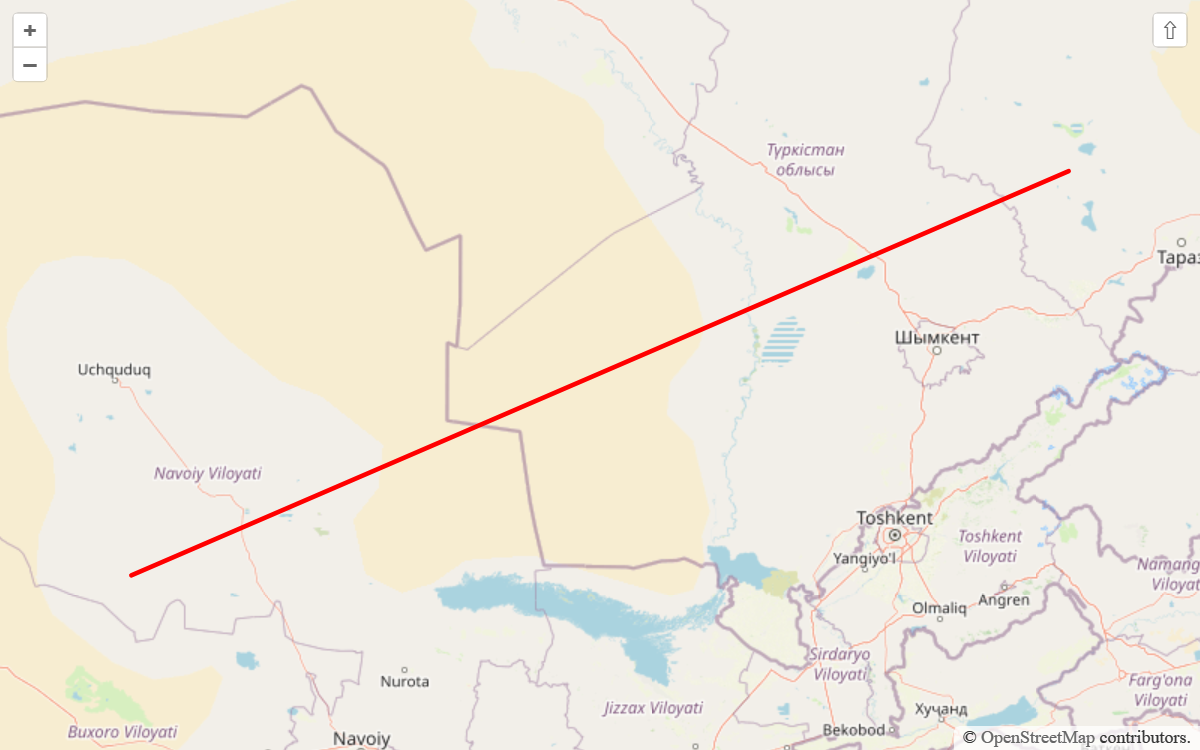 +
−
⇧
Түркістан
облысы
Тараз
Шымкент
Uchquduq
Navoiy Viloyati
Toshkent
Toshkent
Viloyati
Yangiyo'l
Namang
Viloyat
Angren
Olmaliq
Sirdaryo
Viloyati
Nurota
Farg'ona
Viloyati
Jizzax Viloyati
Хучанд
Buxoro Viloyati
Bekobod
Navoiy
© OpenStreetMap contributors.